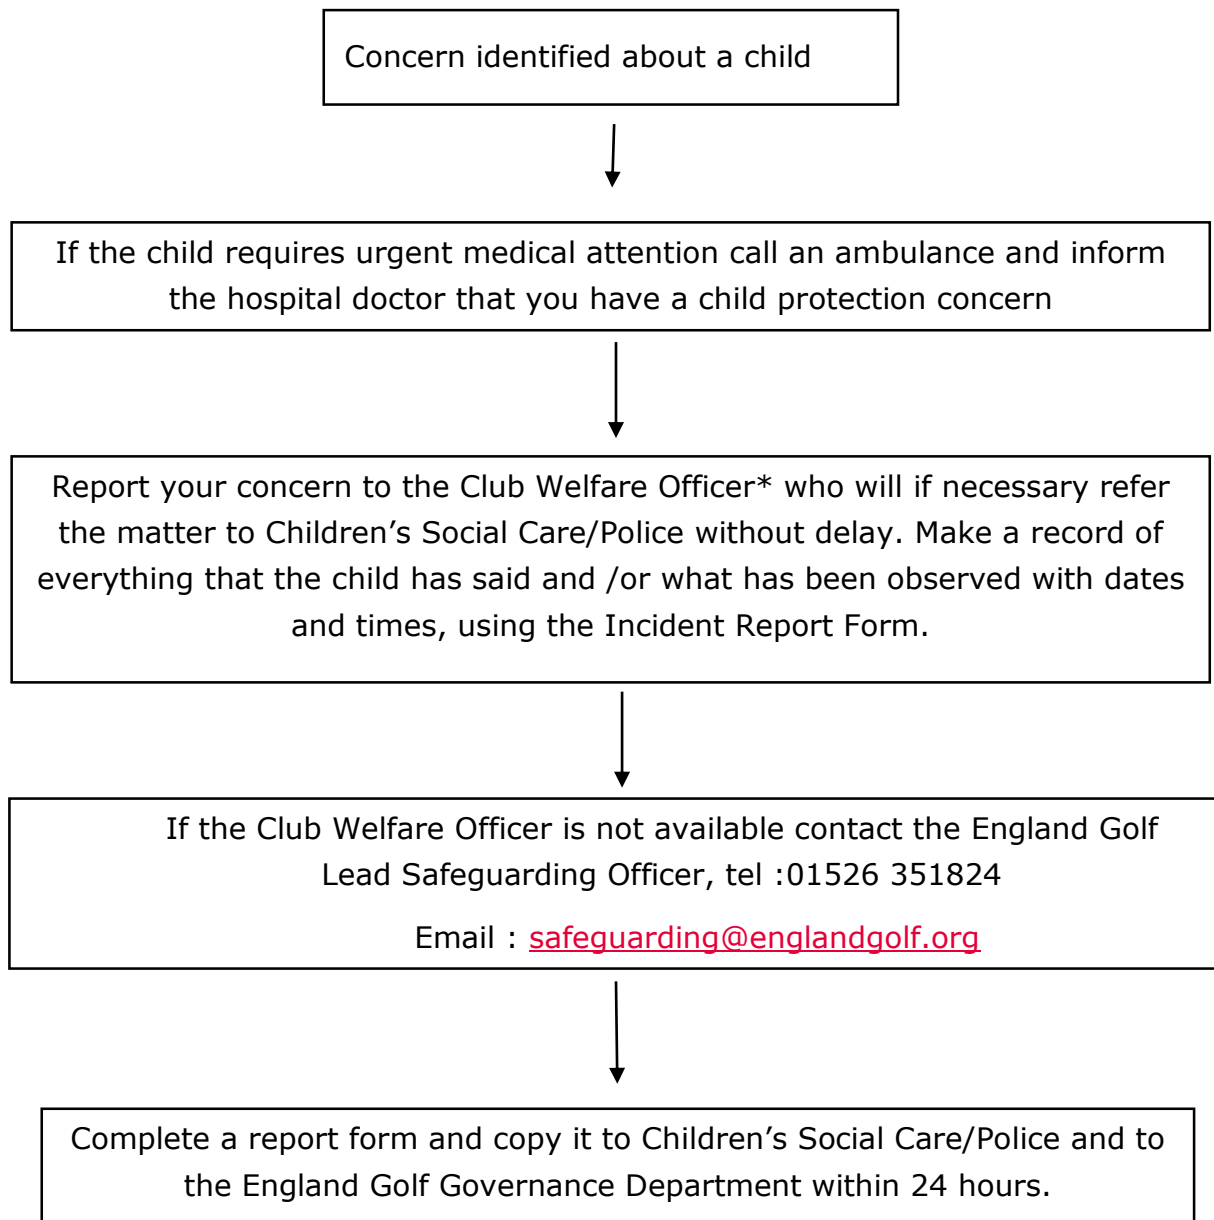 Concern identified about a child
If the child requires urgent medical attention call an ambulance and inform
the hospital doctor that you have a child protection concern
Report your concern to the Club Welfare Officer* who will if necessary refer
the matter to Children’s Social Care/Police without delay. Make a record of
everything that the child has said and /or what has been observed with dates
and times, using the Incident Report Form.
If the Club Welfare Officer is not available contact the England Golf
Lead Safeguarding Officer, tel :01526 351824
Email : safeguarding@englandgolf.org
Complete a report form and copy it to Children’s Social Care/Police and to
the England Golf Governance Department within 24 hours.